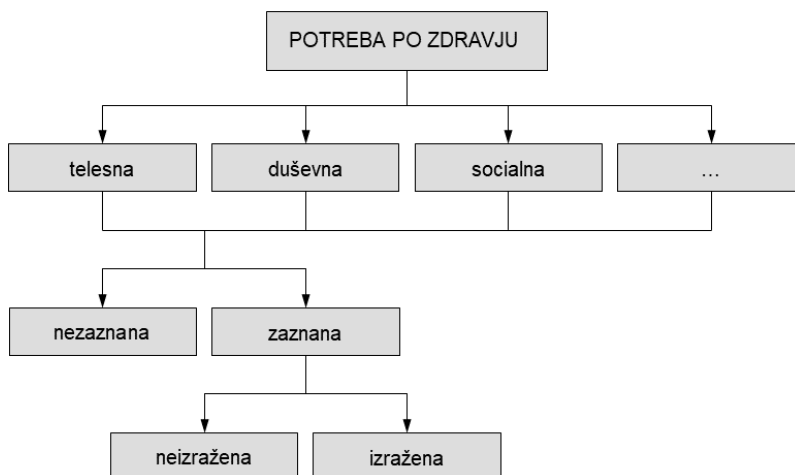 POTREBA PO ZDRAVJU
telesna
duševna
socialna
…
nezaznana
zaznana
neizražena
izražena